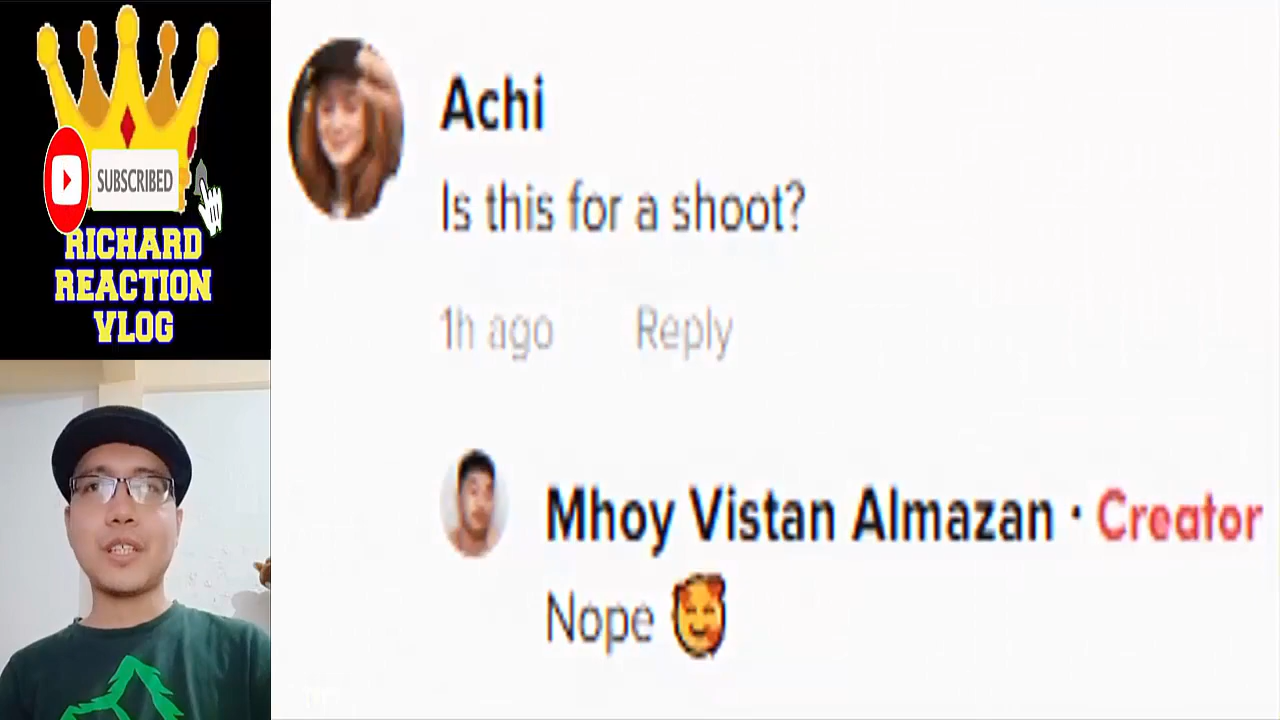 SUBSCRIBED
RICHARD
REACTION
VLOG
Achi
Is this for a shoot?
1h ago Reply
Mhoy Vistan Almazan · Creator
Nope 🥰